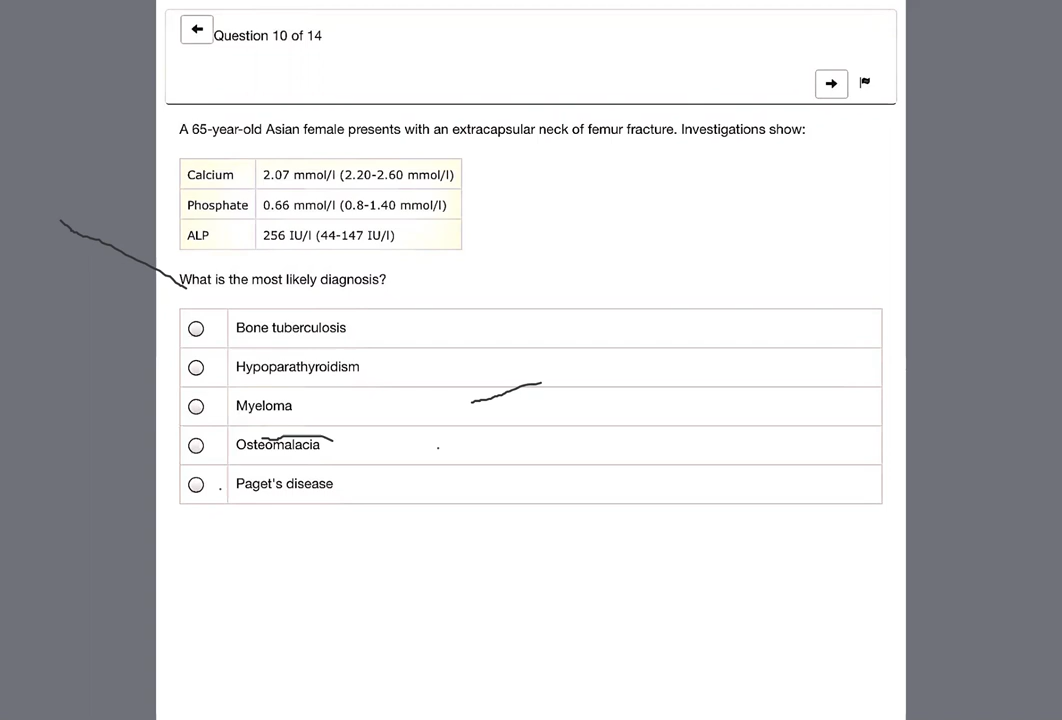 Question 10 of 14
A 65-year-old Asian female presents with an extracapsular neck of femur fracture. Investigations show:
Calcium 2.07 mmol/l (2.20-2.60 mmol/l)
Phosphate 0.66 mmol/l (0.8-1.40 mmol/l)
ALP 256 IU/l (44-147 IU/l)
What is the most likely diagnosis?
Bone tuberculosis
Hypoparathyroidism
Myeloma
Osteomalacia
Paget's disease